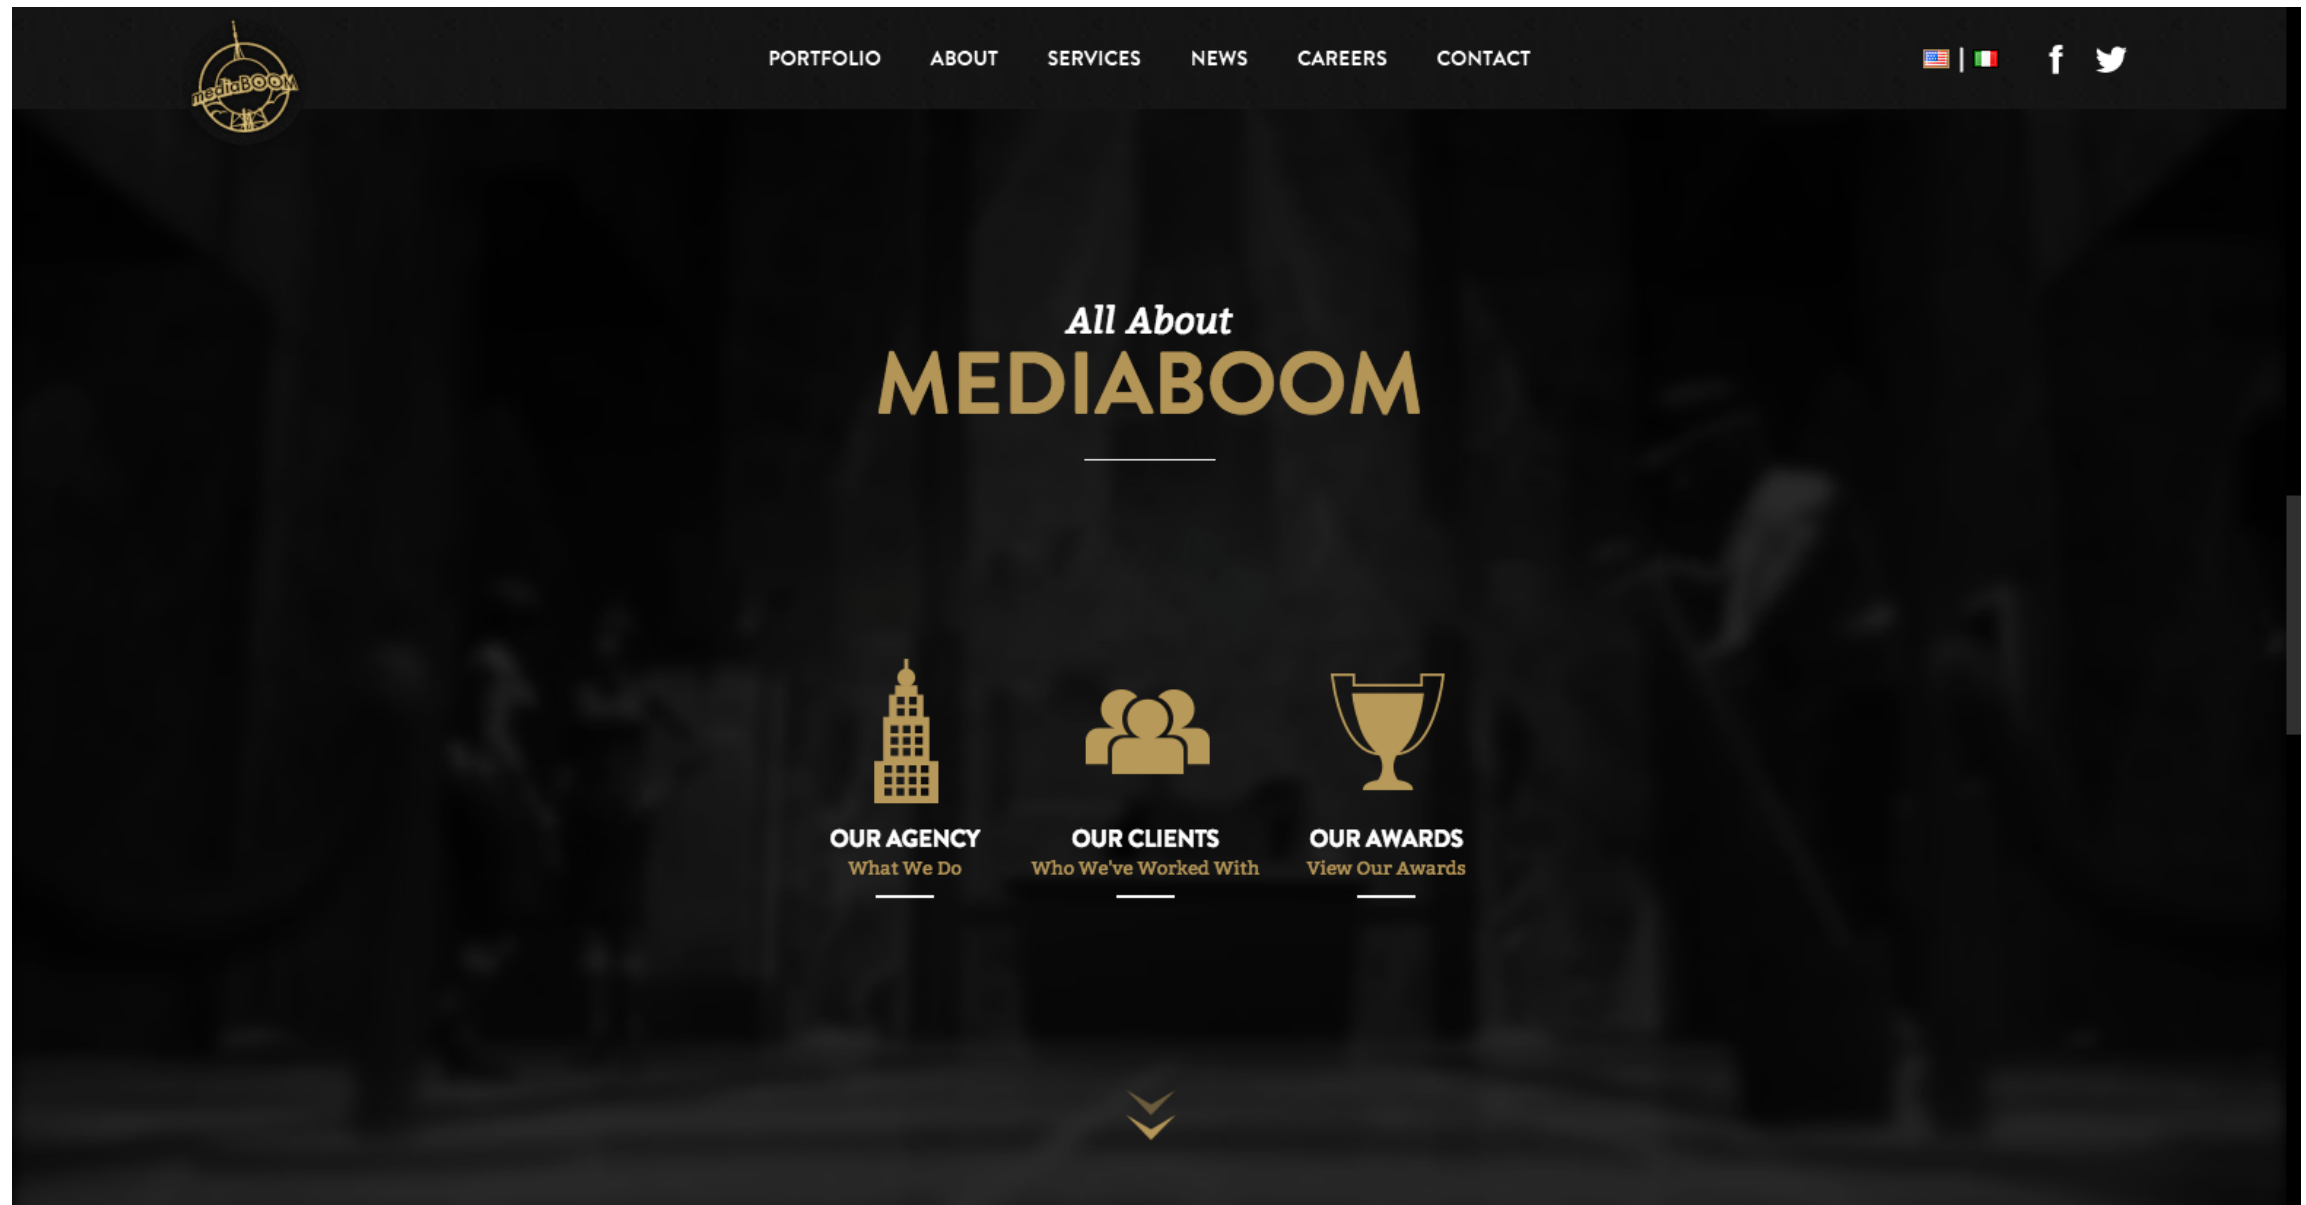 mediaBOOM
PORTFOLIO ABOUT SERVICES NEWS CAREERS CONTACT
All About
MEDIABOOM
OUR AGENCY OUR CLIENTS OUR AWARDS
What We Do Who We've Worked With View Our Awards